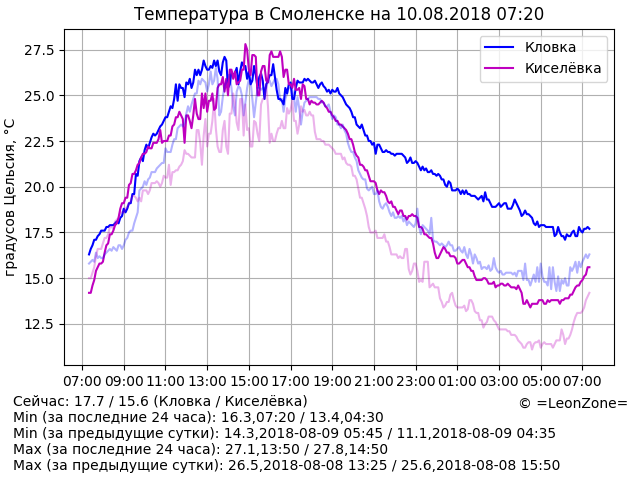 Температура в Смоленске на 10.08.2018 07:20
градусов Цельсия, °C
27.5
25.0
22.5
20.0
17.5
15.0
12.5
Кловка
Киселёвка
07:00 09:00 11:00 13:00 15:00 17:00 19:00 21:00 23:00 01:00 03:00 05:00 07:00
Сейчас: 17.7 / 15.6 (Кловка / Киселёвка)
© =LeonZone=
Min (за последние 24 часа): 16.3,07:20 / 13.4,04:30
Min (за предыдущие сутки): 14.3,2018-08-09 05:45 / 11.1,2018-08-09 04:35
Max (за последние 24 часа): 27.1,13:50 / 27.8,14:50
Max (за предыдущие сутки): 26.5,2018-08-08 13:25 / 25.6,2018-08-08 15:50